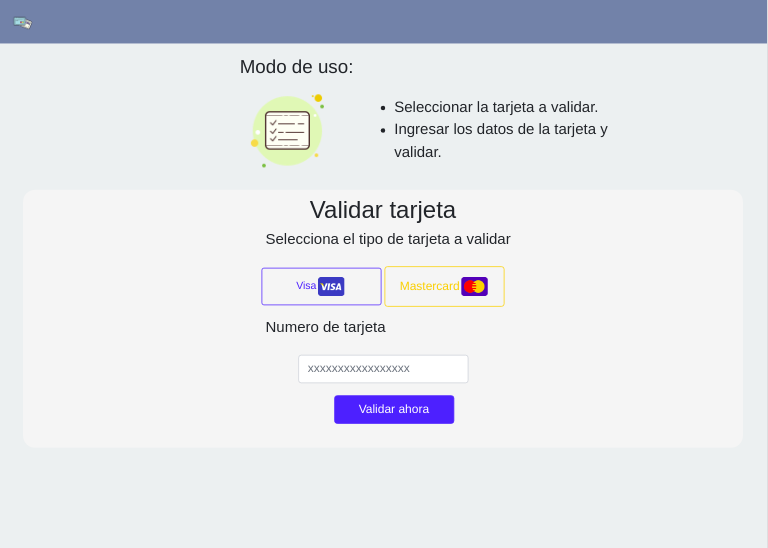 Modo de uso:
Seleccionar la tarjeta a validar.
Ingresar los datos de la tarjeta y
validar.
Validar tarjeta
Selecciona el tipo de tarjeta a validar
Visa VISA
Mastercard
Numero de tarjeta
xxxxxxxxxxxxxxxxx
Validar ahora